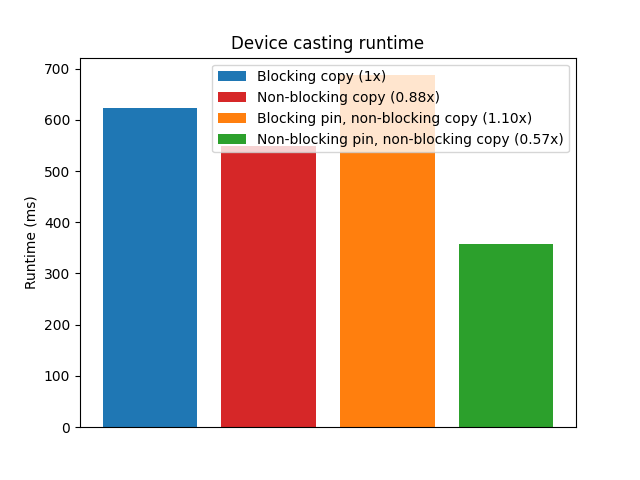 Device casting runtime
Blocking copy (1x)
Non-blocking copy (0.88x)
Blocking pin, non-blocking copy (1.10x)
Non-blocking pin, non-blocking copy (0.57x)
Runtime (ms)
700
600
500
400
300
200
100
0